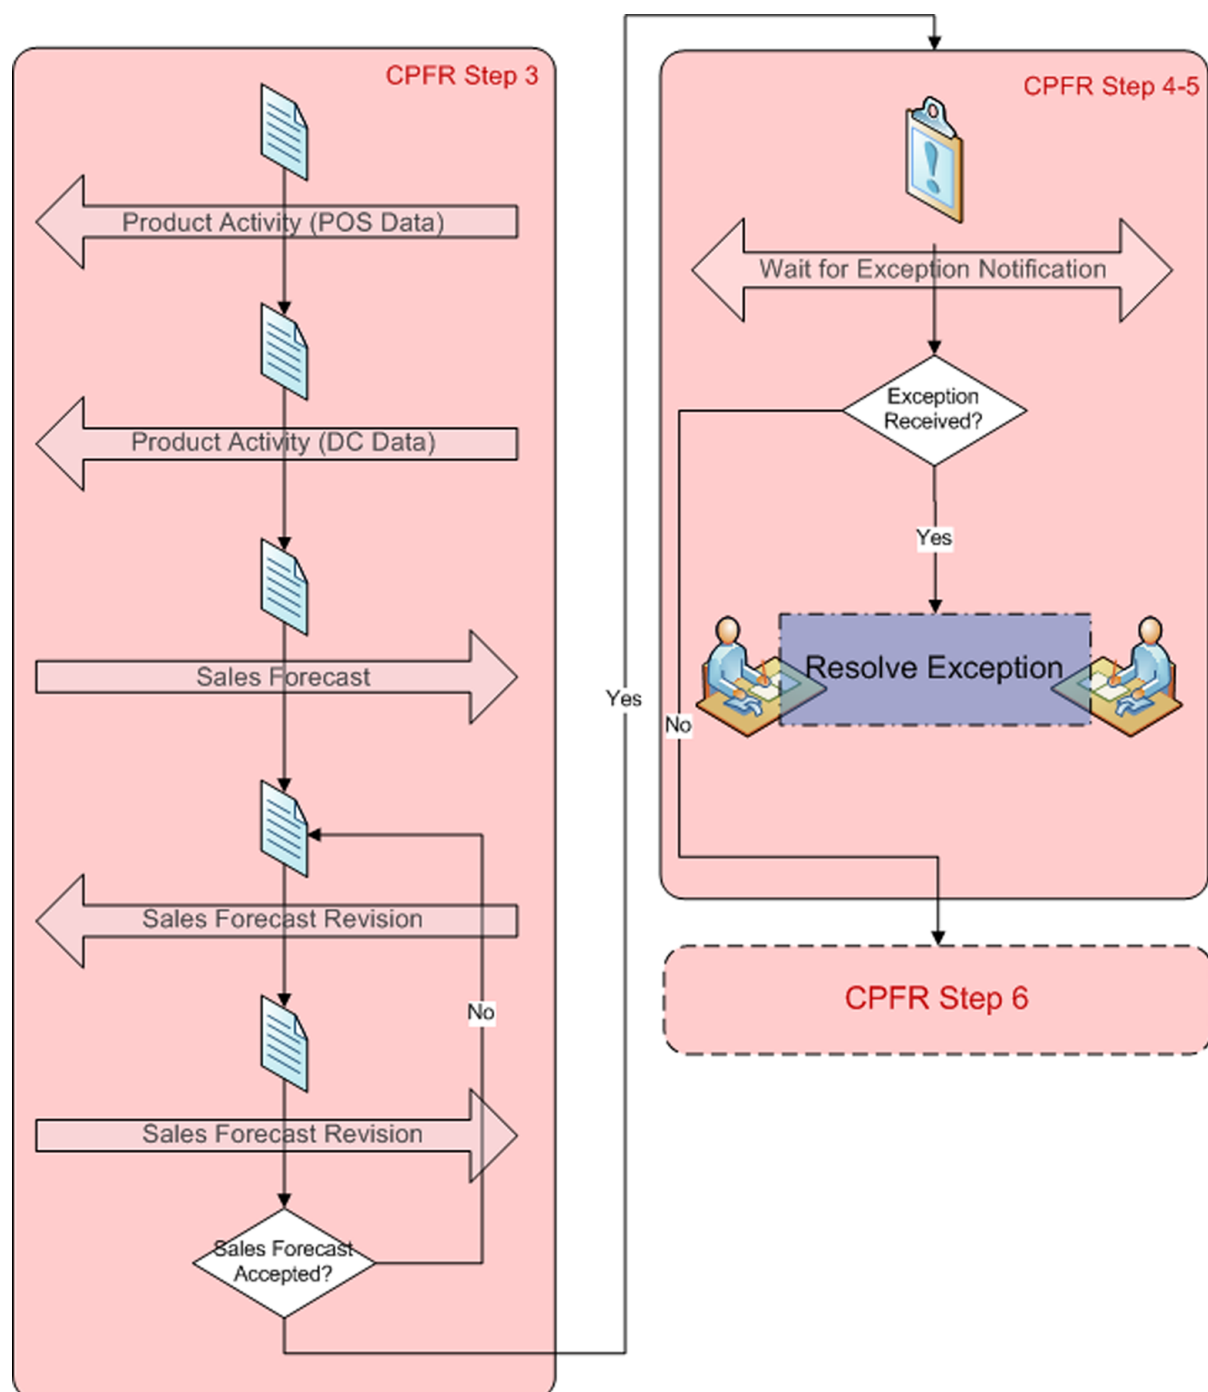 CPFR Step 3
Product Activity (POS Data)
Product Activity (DC Data)
Sales Forecast
Sales Forecast Revision
No
Sales Forecast Revision
Sales Forecast
Accepted?
Yes
CPFR Step 4-5
Wait for Exception Notification
Exception
Received?
Yes
Resolve Exception
No
CPFR Step 6